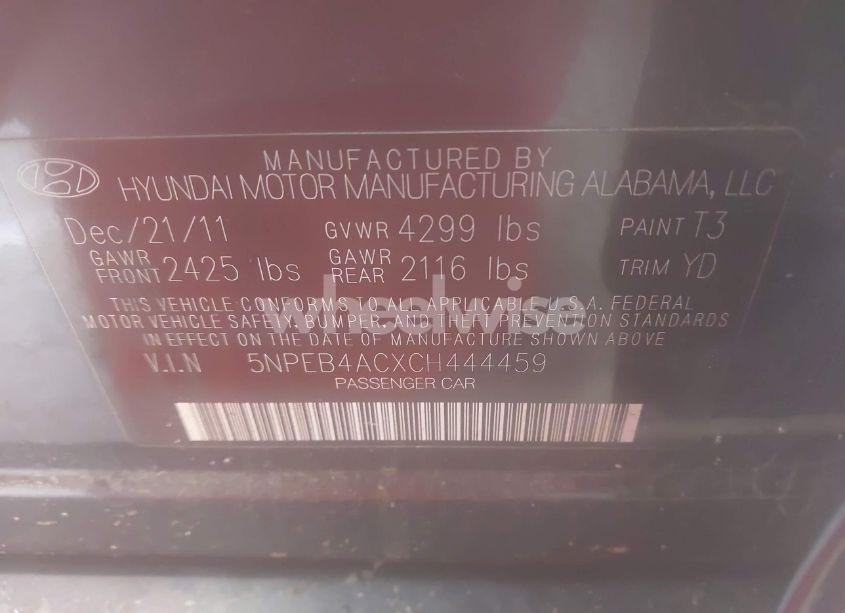 MANUFACTURED BY
HYUNDAI MOTOR MANUFACTURING ALABAMA, LLC
Dec/21/11 GVWR 4299 lbs PAINT T3
GAWR FRONT 2425 lbs GAWR REAR 2116 lbs TRIM YD
THIS VEHICLE CONFORMS TO ALL APPLICABLE U.S.A. FEDERAL
MOTOR VEHICLE SAFETY, BUMPER, AND THEFT PREVENTION STANDARDS
IN EFFECT ON THE DATE OF MANUFACTURE SHOWN ABOVE
wheelwise
V.I.N 5NPEB4ACXCH444459
PASSENGER CAR